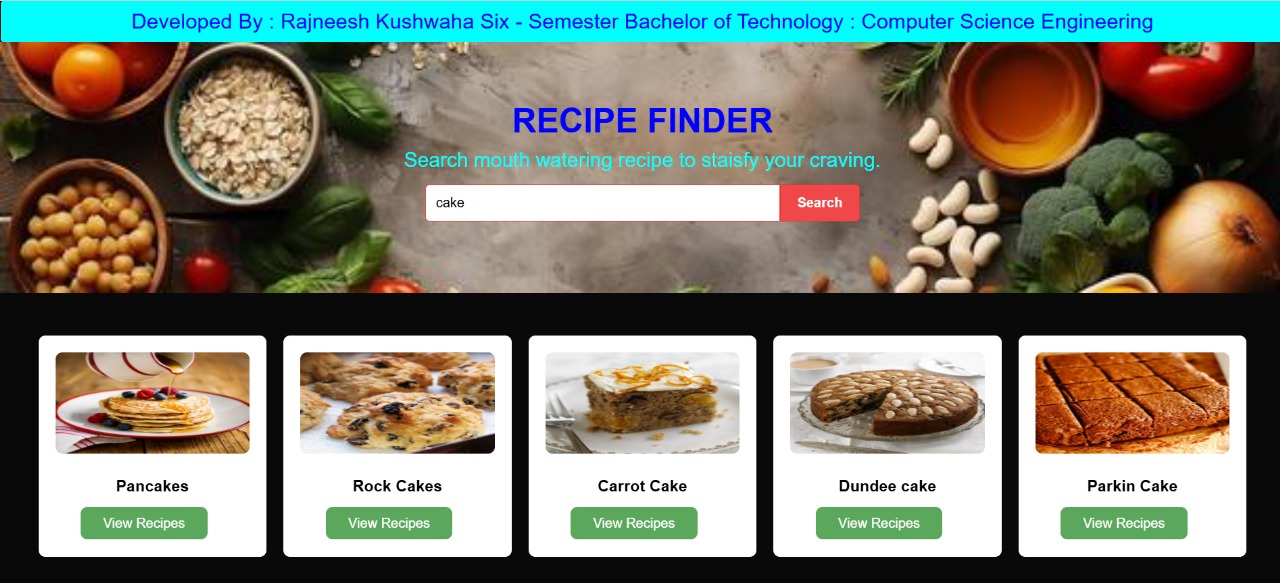 Developed By : Rajneesh Kushwaha Six - Semester Bachelor of Technology : Computer Science Engineering
RECIPE FINDER
Search mouth watering recipe to staisfy your craving.
cake
Search
Pancakes
Rock Cakes
Carrot Cake
Dundee cake
Parkin Cake
View Recipes
View Recipes
View Recipes
View Recipes
View Recipes